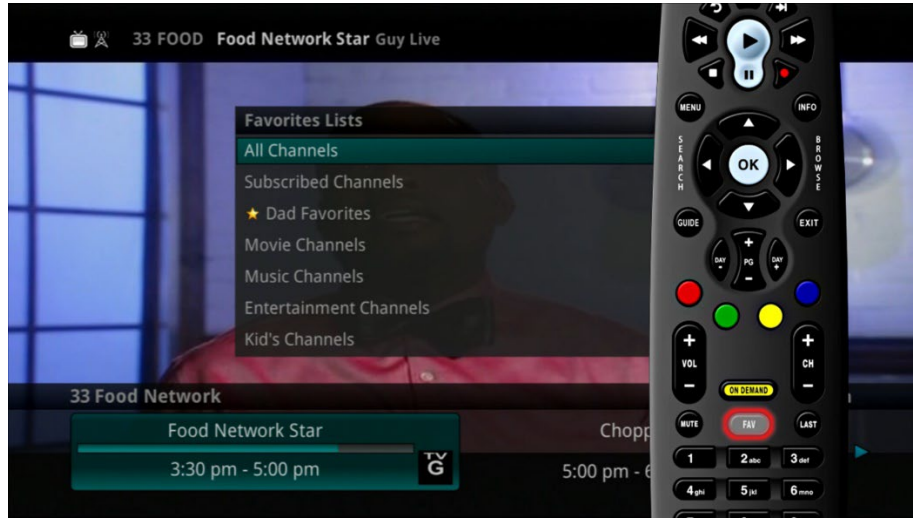 33 FOOD Food Network Star Guy Live
Favorites Lists
All Channels
Subscribed Channels
Dad Favorites
Movie Channels
Music Channels
Entertainment Channels
Kid's Channels
33 Food Network
Food Network Star
3:30 pm - 5:00 pm
TV
G
5:00 pm -
MENU
INFO
SEARCH
OK
BROWSE
GUIDE
EXIT
+
DAY - PG DAY +
-
+ +
VOL CH
- -
ON DEMAND
MUTE FAV LAST
1 2 abc 3 def
4 ghi 5 jkl 6 mno